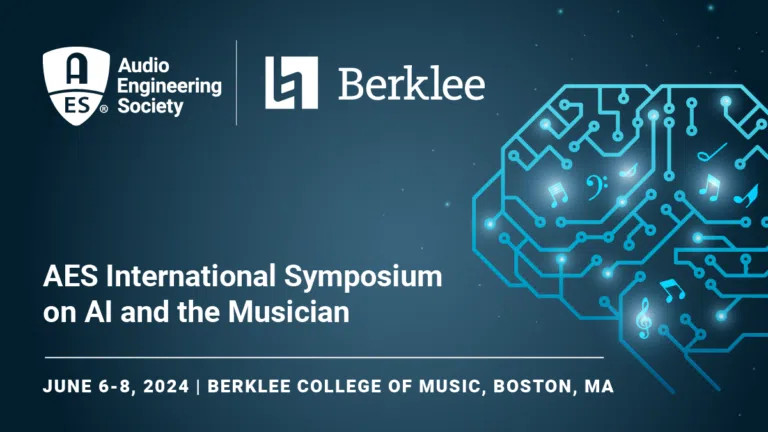 AES®
Audio
Engineering
Society
Berklee
AES International Symposium
on AI and the Musician
JUNE 6-8, 2024 | BERKLEE COLLEGE OF MUSIC, BOSTON, MA